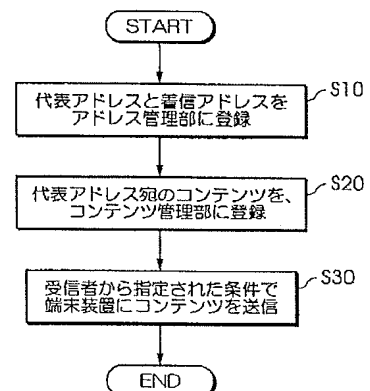 START
S10
代表アドレスと着信アドレスを
アドレス管理部に登録
S20
代表アドレス宛のコンテンツを、
コンテンツ管理部に登録
S30
受信者から指定された条件で
端末装置にコンテンツを送信
END